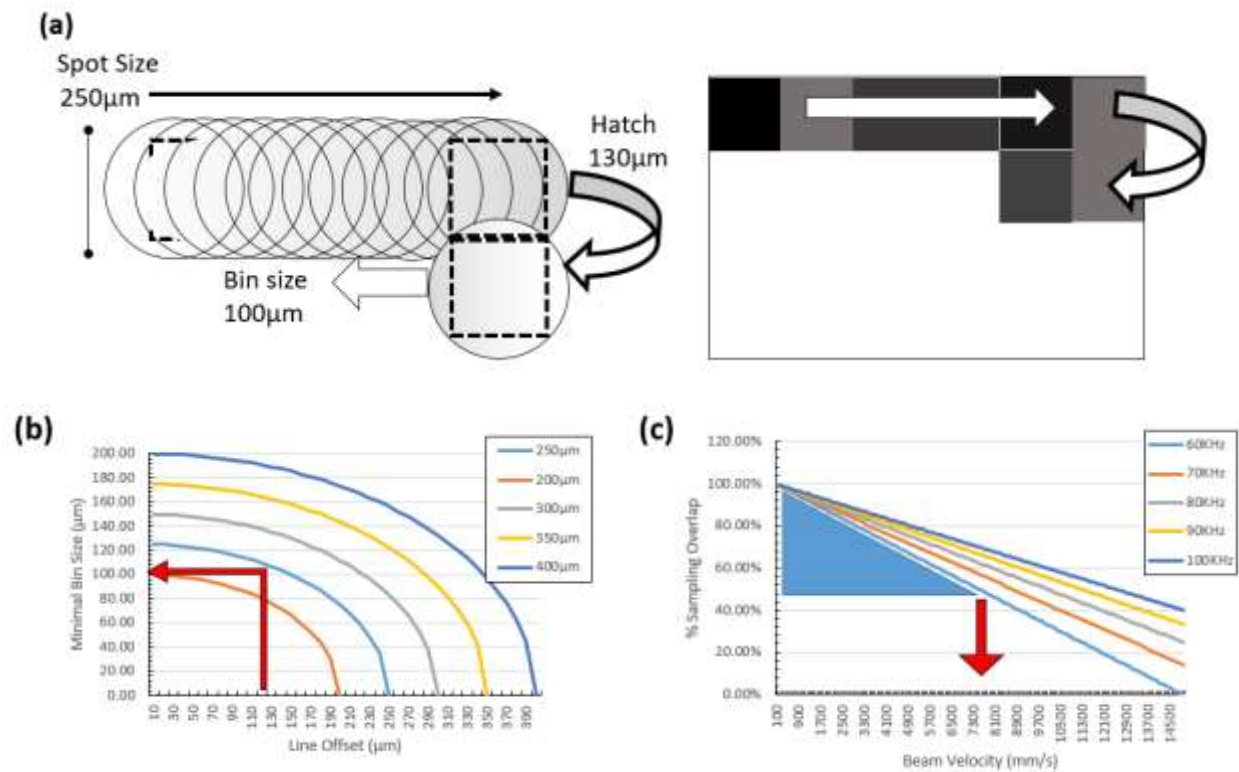 (a)
Spot Size
250µm
Hatch
130µm
Bin size
100µm
(b)
200.00
180.00
160.00
140.00
120.00
100.00
80.00
60.00
40.00
20.00
0.00
Minimal Bin Size (µm)
10
30
50
70
90
110
130
150
170
190
210
230
250
270
290
310
330
350
370
390
Line Offset (µm)
250µm
200µm
300µm
350µm
400µm
(c)
120.00%
100.00%
80.00%
60.00%
40.00%
20.00%
0.00%
% Sampling Overlap
100
900
1700
2500
3300
4100
4900
5700
6500
7300
8100
8900
9700
10500
11300
12100
12900
13700
14500
Beam Velocity (mm/s)
60KHz
70KHz
80KHz
90KHz
100KHz